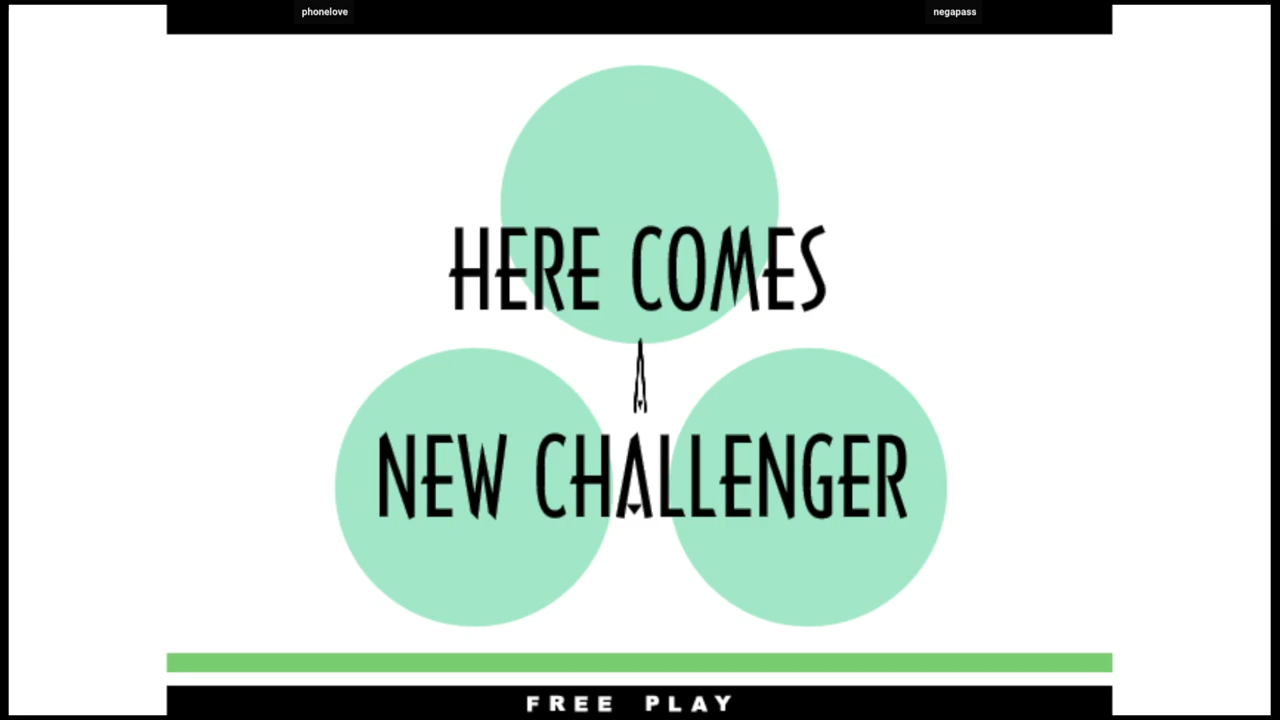 phonelove negapass
HERE COMES
A
NEW CHALLENGER
FREE PLAY